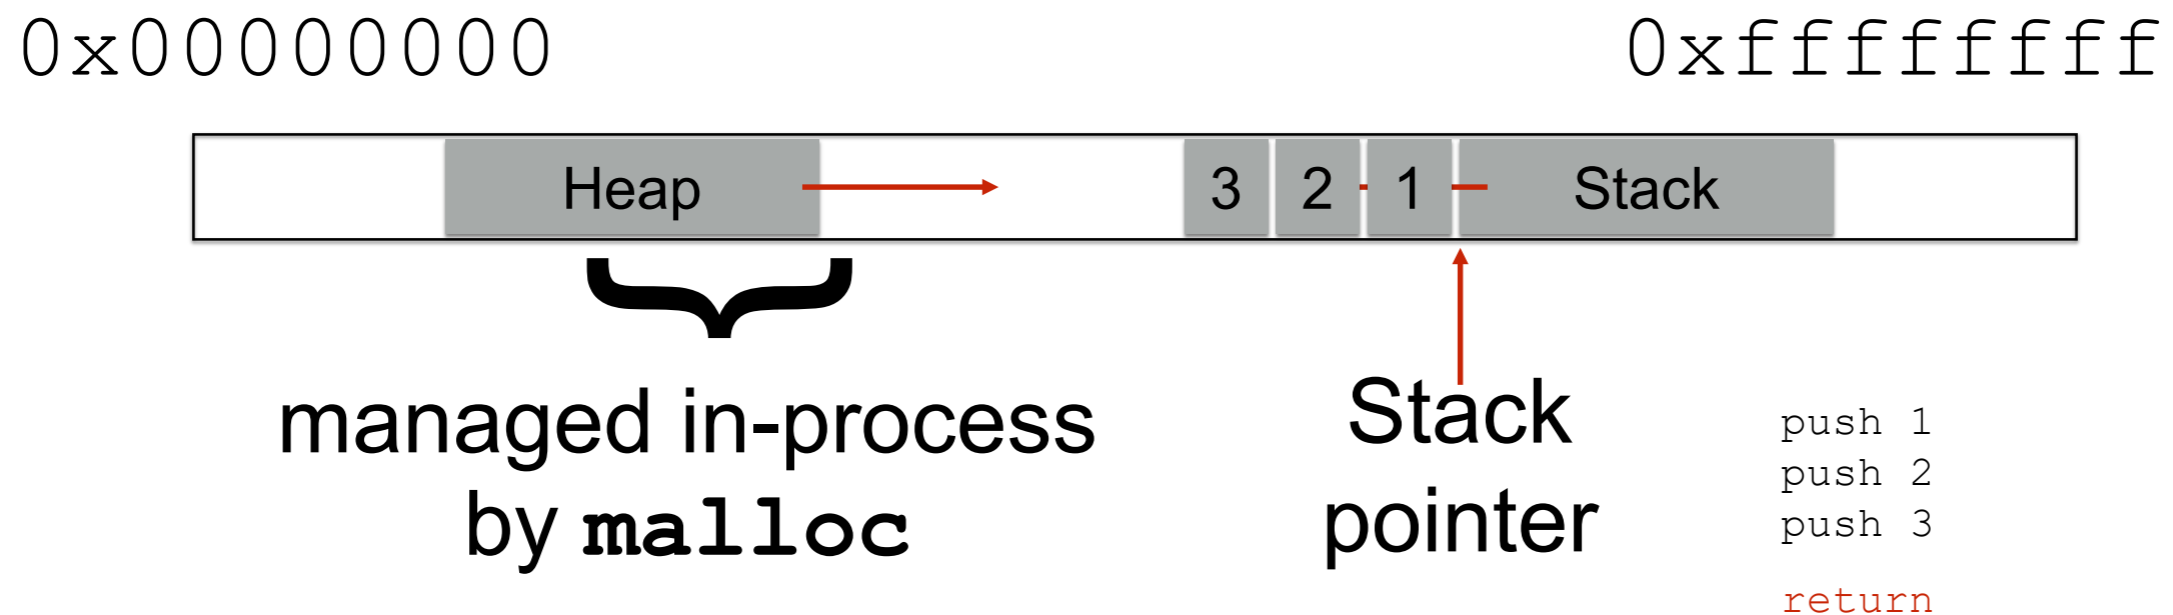 0x00000000
0xffffffff
Heap
3 2 1 Stack
managed in-process
by malloc
Stack
pointer
push 1
push 2
push 3
return